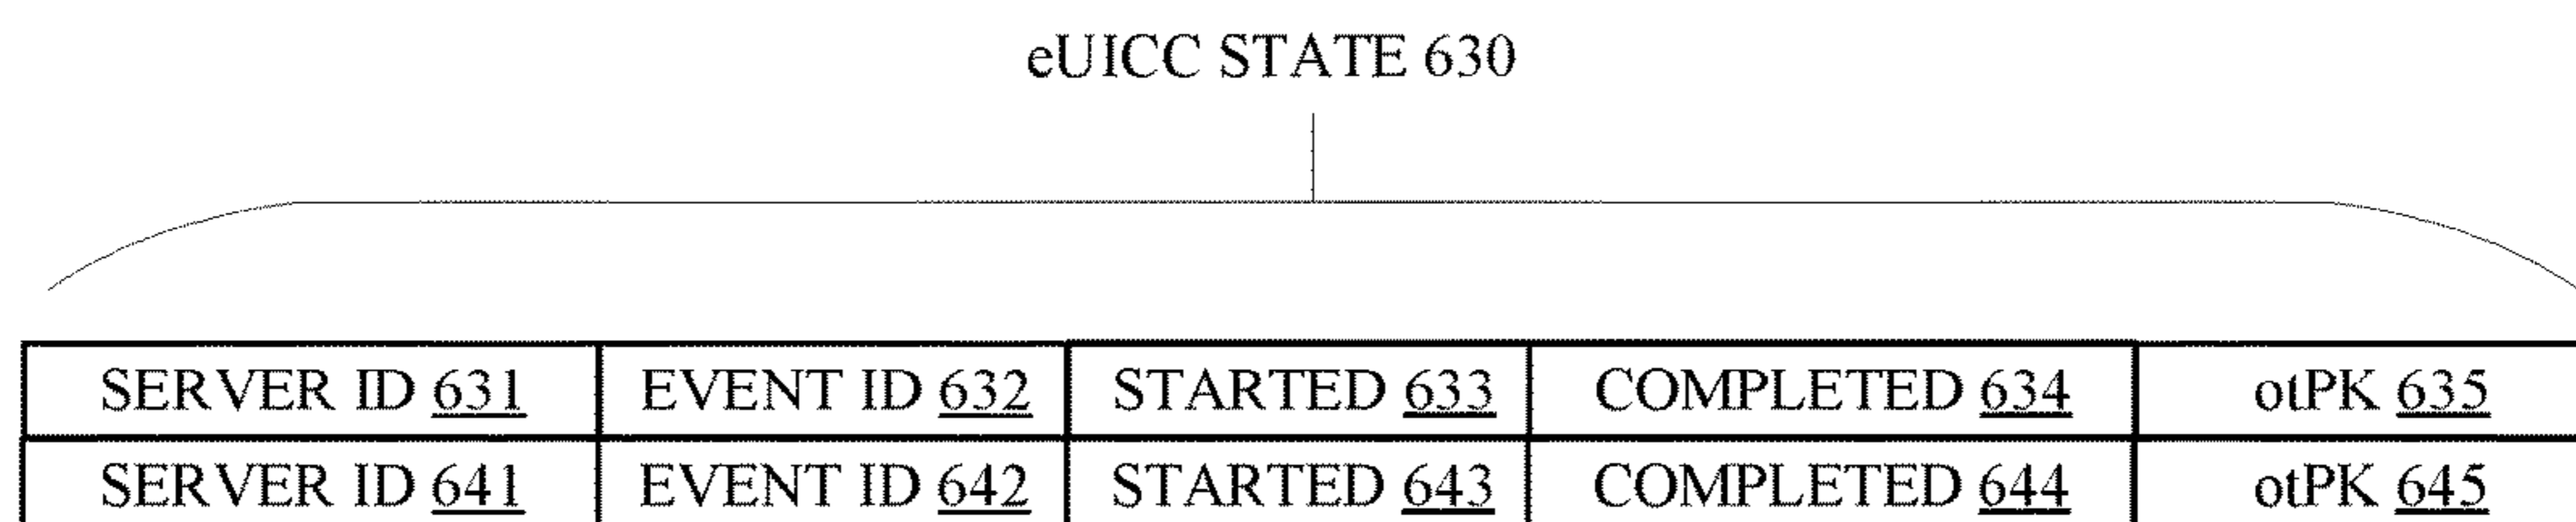 eUICC STATE 630
SERVER ID 631 EVENT ID 632 STARTED 633 COMPLETED 634 otPK 635
SERVER ID 641 EVENT ID 642 STARTED 643 COMPLETED 644 otPK 645